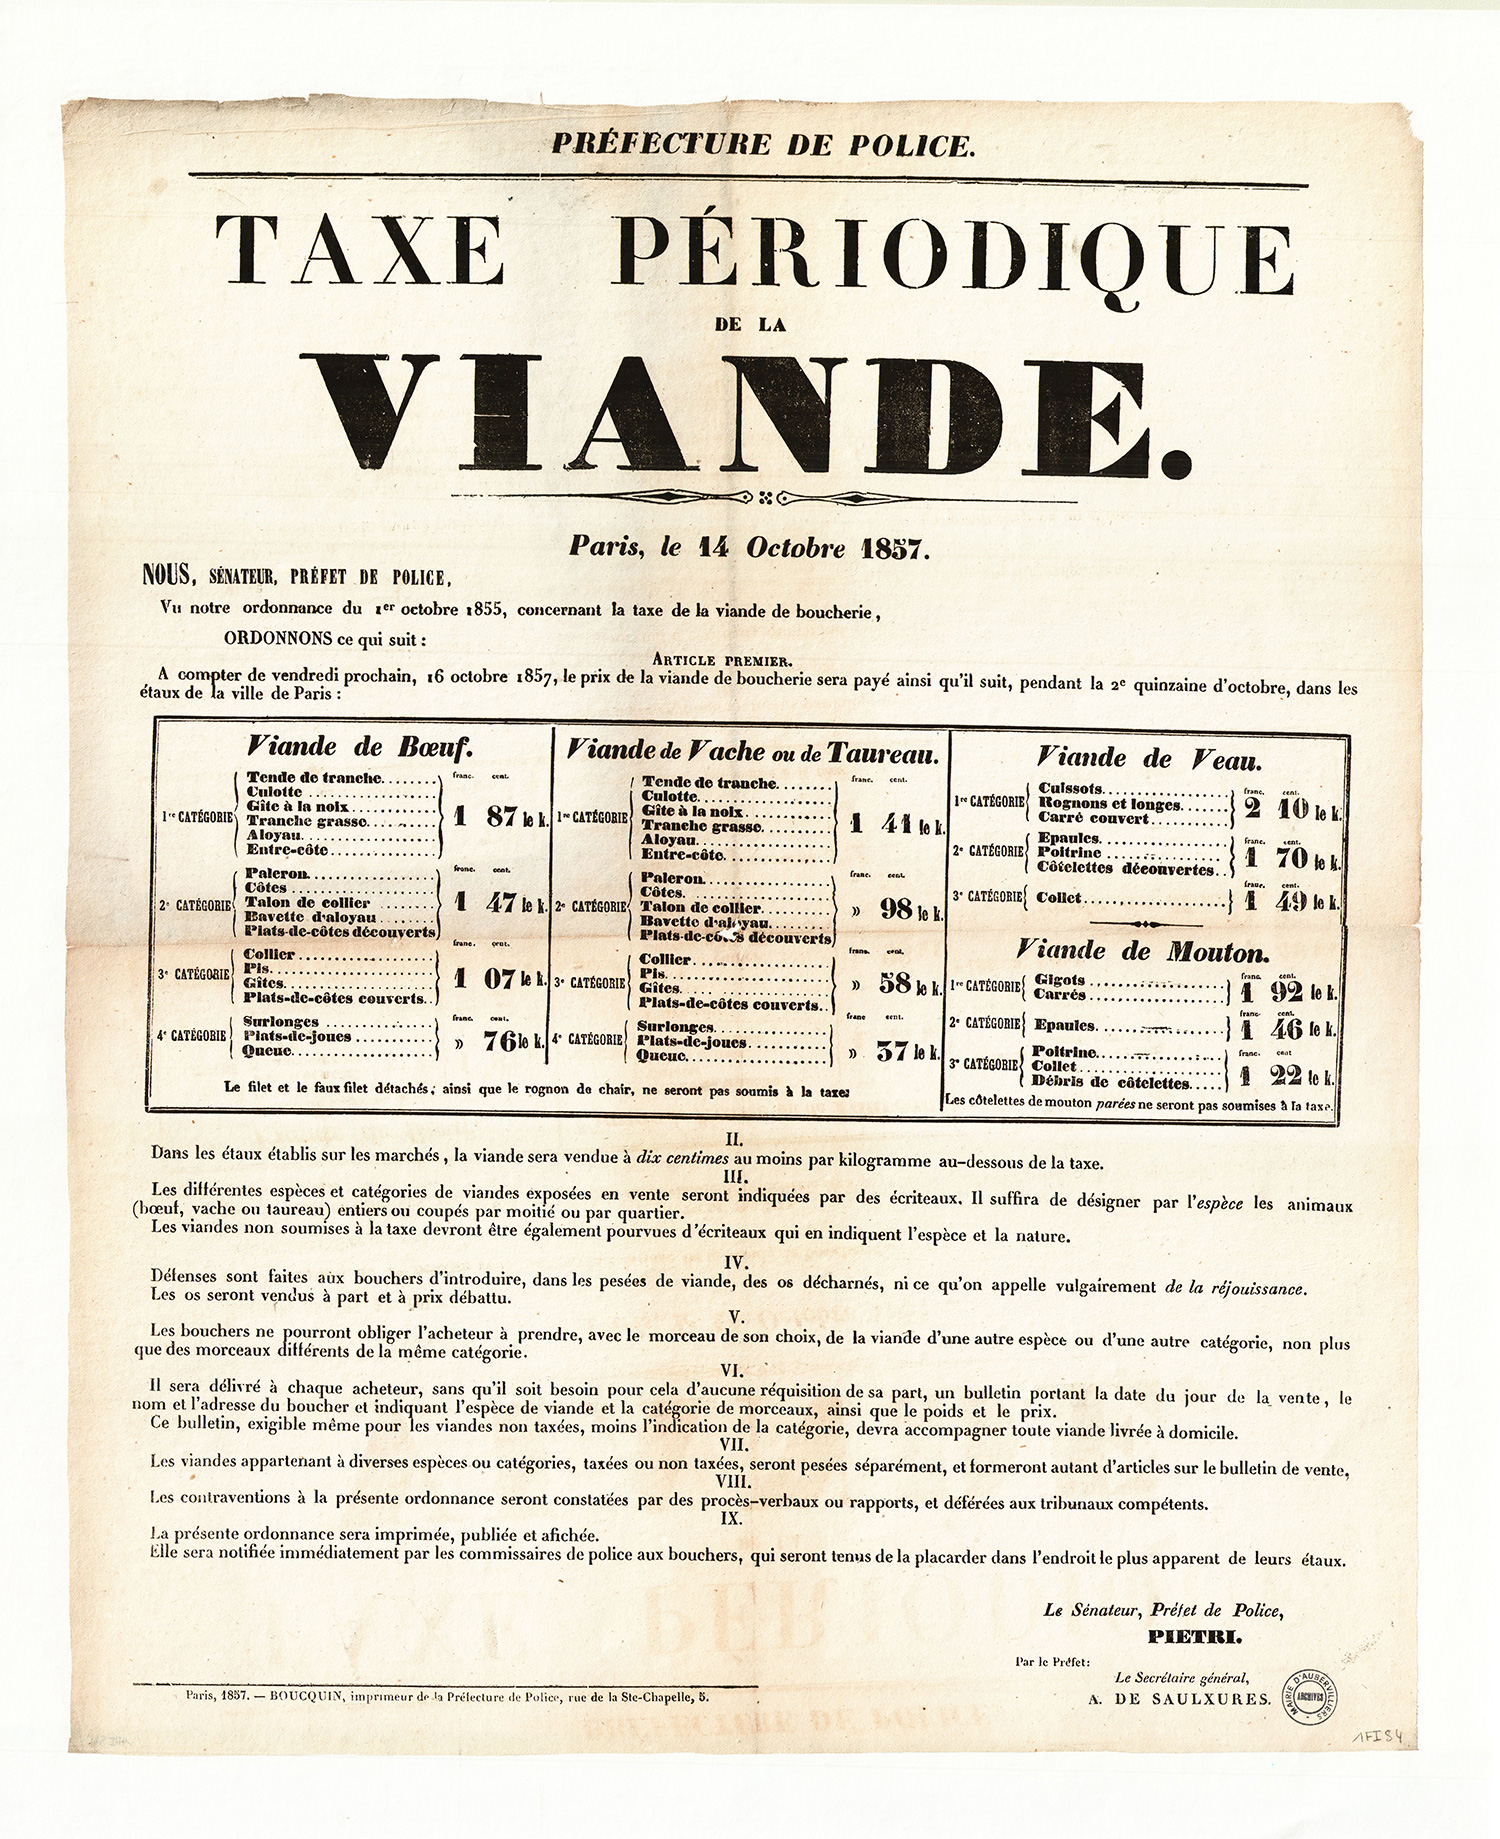 PRÉFECTURE DE POLICE.
TAXE PÉRIODIQUE
DE LA
VIANDE.
Paris, le 14 Octobre 1857.
NOUS, SÉNATEUR, PRÉFET DE POLICE,
Vu notre ordonnance du 1er octobre 1855, concernant la taxe de la viande de boucherie,
ORDONNONS ce qui suit :
ARTICLE PREMIER.
A compter de vendredi prochain, 16 octobre 1857, le prix de la viande de boucherie sera payé ainsi qu'il suit, pendant la 2e quinzaine d'octobre, dans les
étaux de la ville de Paris :
Viande de Bœuf.
franc. cent.
1re CATÉGORIE
Tende de tranche
Culotte
Gîte à la noix
Tranche grasse
Aloyau
Entre-côte
1 87 le k.
franc. cent.
2e CATÉGORIE
Paleron
Côtes
Talon de collier
Bavette d'aloyau
Plats-de-côtes découverts
1 47 le k.
franc. cent.
3e CATÉGORIE
Collier
Pis
Gîtes
Plats-de-côtes couverts
1 07 le k.
franc. cent.
4e CATÉGORIE
Surlonges
Plats-de-joues
Queue
» 76 le k.
Viande de Vache ou de Taureau.
franc. cent.
1re CATÉGORIE
Tende de tranche
Culotte
Gîte à la noix
Tranche grasse
Aloyau
Entre-côte
1 41 le k.
franc. cent.
2e CATÉGORIE
Paleron
Côtes
Talon de collier
Bavette d'aloyau
Plats-de-côtes découverts
» 98 le k.
franc. cent.
3e CATÉGORIE
Collier
Pis
Gîtes
Plats-de-côtes couverts
» 58 le k.
franc cent.
4e CATÉGORIE
Surlonges
Plats-de-joues
Queue
» 37 le k.
Le filet et le faux filet détachés, ainsi que le rognon de chair, ne seront pas soumis à la taxe.
Viande de Veau.
franc. cent.
1re CATÉGORIE
Cuissots
Rognons et longes
Carré couvert
2 10 le k.
franc. cent.
2e CATÉGORIE
Epaules
Poitrine
Côtelettes découvertes
1 70 le k.
franc. cent.
3e CATÉGORIE
Collet
1 49 le k.
Viande de Mouton.
franc. cent.
1re CATÉGORIE
Gigots
Carrés
1 92 le k.
franc. cent.
2e CATÉGORIE
Epaules
1 46 le k.
franc. cent
3e CATÉGORIE
Poitrine
Collet
Débris de côtelettes
1 22 le k.
Les côtelettes de mouton parées ne seront pas soumises à la taxe.
II.
Dans les étaux établis sur les marchés, la viande sera vendue à dix centimes au moins par kilogramme au-dessous de la taxe.
III.
Les différentes espèces et catégories de viandes exposées en vente seront indiquées par des écriteaux. Il suffira de désigner par l'espèce les animaux
(bœuf, vache ou taureau) entiers ou coupés par moitié ou par quartier.
Les viandes non soumises à la taxe devront être également pourvues d'écriteaux qui en indiquent l'espèce et la nature.
IV.
Défenses sont faites aux bouchers d'introduire, dans les pesées de viande, des os décharnés, ni ce qu'on appelle vulgairement de la réjouissance.
Les os seront vendus à part et à prix débattu.
V.
Les bouchers ne pourront obliger l'acheteur à prendre, avec le morceau de son choix, de la viande d'une autre espèce ou d'une autre catégorie, non plus
que des morceaux différents de la même catégorie.
VI.
Il sera délivré à chaque acheteur, sans qu'il soit besoin pour cela d'aucune réquisition de sa part, un bulletin portant la date du jour de la vente, le
nom et l'adresse du boucher et indiquant l'espèce de viande et la catégorie de morceaux, ainsi que le poids et le prix.
Ce bulletin, exigible même pour les viandes non taxées, moins l'indication de la catégorie, devra accompagner toute viande livrée à domicile.
VII.
Les viandes appartenant à diverses espèces ou catégories, taxées ou non taxées, seront pesées séparément, et formeront autant d'articles sur le bulletin de vente,
VIII.
Les contraventions à la présente ordonnance seront constatées par des procès-verbaux ou rapports, et déférées aux tribunaux compétents.
IX.
La présente ordonnance sera imprimée, publiée et afichée.
Elle sera notifiée immédiatement par les commissaires de police aux bouchers, qui seront tenus de la placarder dans l'endroit le plus apparent de leurs étaux.
Le Sénateur, Préfet de Police,
PIETRI.
Par le Préfet:
Le Secrétaire général,
A. DE SAULXURES.
MAIRIE D'AUBERVILLIERS
ARCHIVES
Paris, 1857. — BOUCQUIN, imprimeur de la Préfecture de Police, rue de la Ste-Chapelle, 5.
1FI84